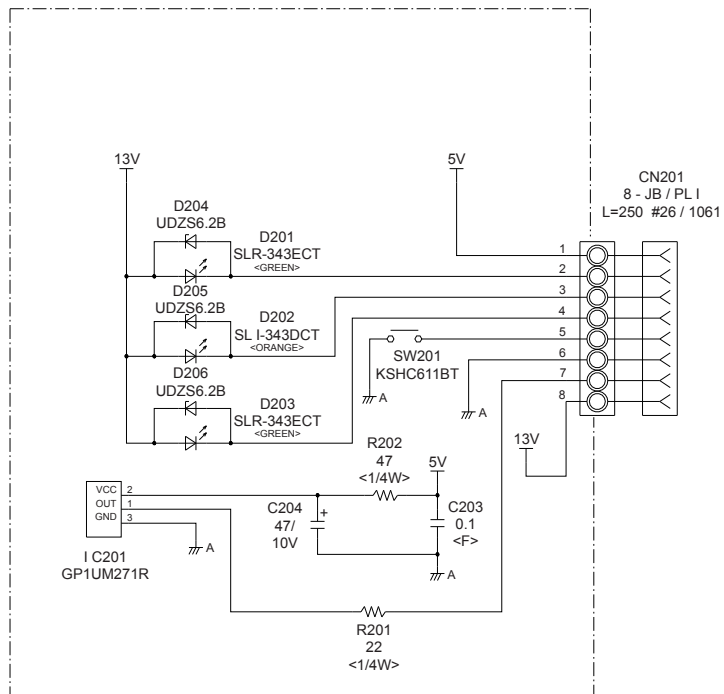 13V
5V
CN201
8 - JB / PL I
L=250 #26 / 1061
D204
UDZS6.2B
D201
SLR-343ECT
<GREEN>
1
2
D205
UDZS6.2B
D202
SL I-343DCT
<ORANGE>
3
4
5
SW201
KSHC611BT
6
A
A
7
D206
UDZS6.2B
D203
SLR-343ECT
<GREEN>
8
13V
R202
47
<1/4W>
5V
VCC
2
OUT
1
GND
3
A
I C201
GP1UM271R
C204
47/
10V
+
C203
0.1
<F>
A
R201
22
<1/4W>